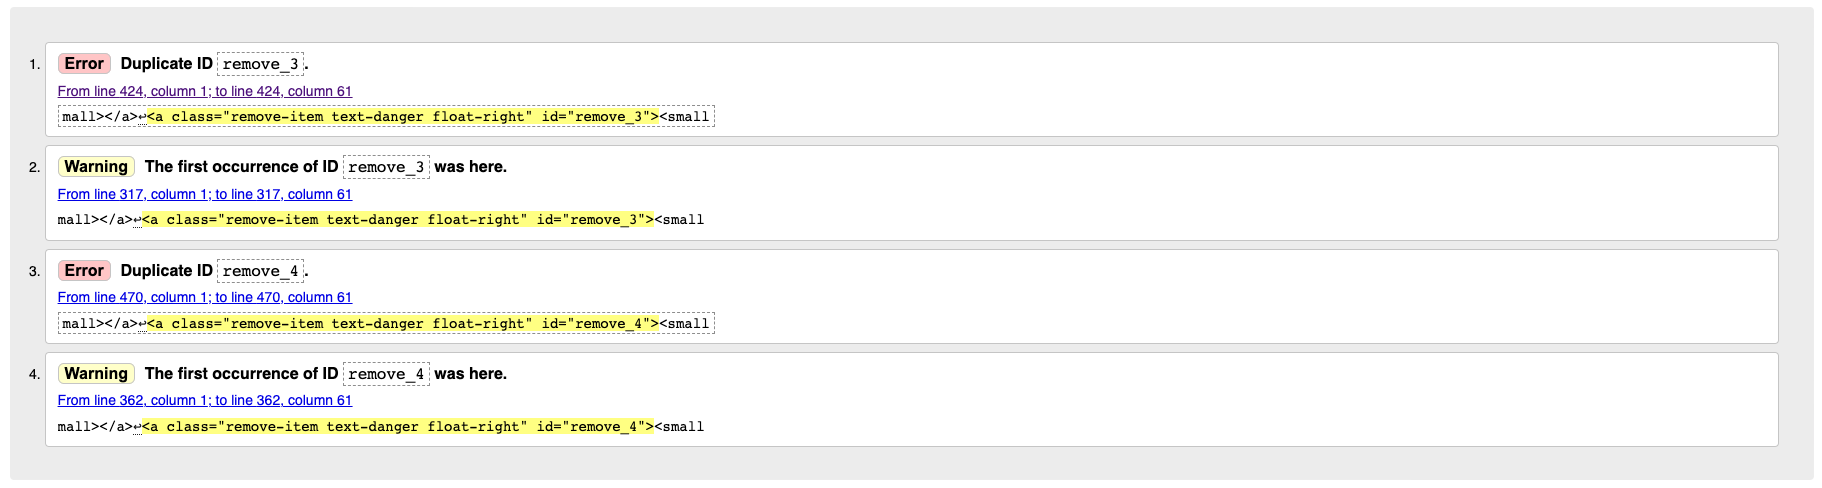 1. Error Duplicate ID remove_3.
From line 424, column 1; to line 424, column 61
mall></a>↩<a class="remove-item text-danger float-right" id="remove_3"><small
2. Warning The first occurrence of ID remove_3 was here.
From line 317, column 1; to line 317, column 61
mall></a>↩<a class="remove-item text-danger float-right" id="remove_3"><small
3. Error Duplicate ID remove_4.
From line 470, column 1; to line 470, column 61
mall></a>↩<a class="remove-item text-danger float-right" id="remove_4"><small
4. Warning The first occurrence of ID remove_4 was here.
From line 362, column 1; to line 362, column 61
mall></a>↩<a class="remove-item text-danger float-right" id="remove_4"><small